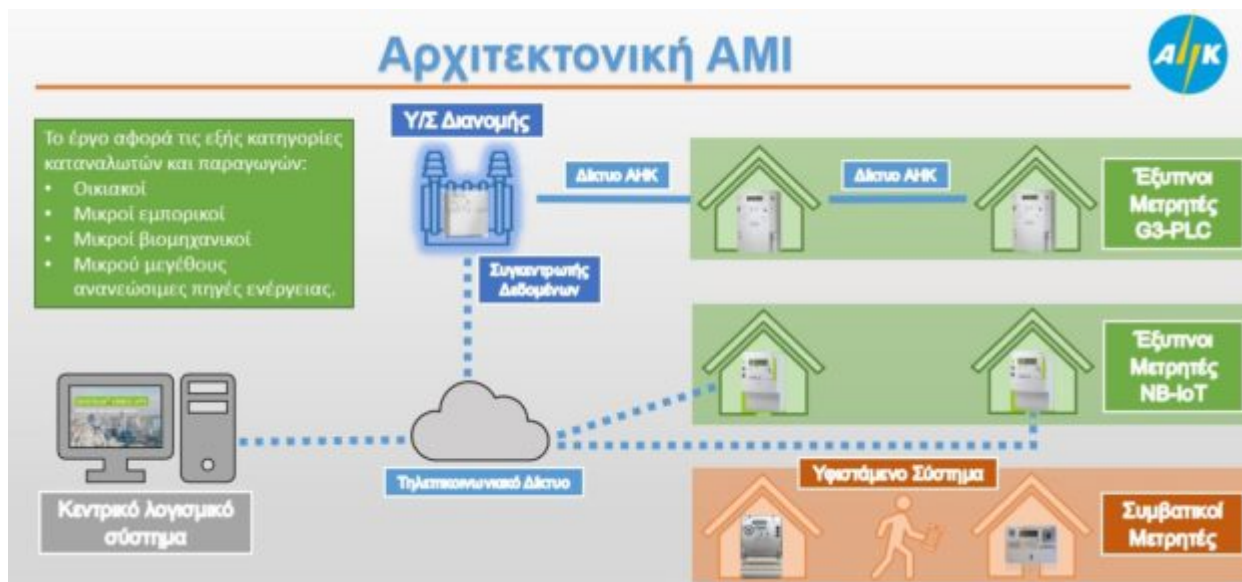 Αρχιτεκτονική ΑΜΙ
ΑΗΚ
Το έργο αφορά τις εξής κατηγορίες
καταναλωτών και παραγωγών:
• Οικιακοί
• Μικροί εμπορικοί
• Μικροί βιομηχανικοί
• Μικρού μεγέθους
ανανεώσιμες πηγές ενέργειας.
Υ/Σ Διανομής
Δίκτυο ΑΗΚ
Δίκτυο ΑΗΚ
Έξυπνοι
Μετρητές
G3-PLC
Συγκεντρωτής
Δεδομένων
Έξυπνοι
Μετρητές
NB-IoT
Τηλεπικοινωνιακό Δίκτυο
Κεντρικό λογισμικό
σύστημα
Υφιστάμενο Σύστημα
Συμβατικοί
Μετρητές